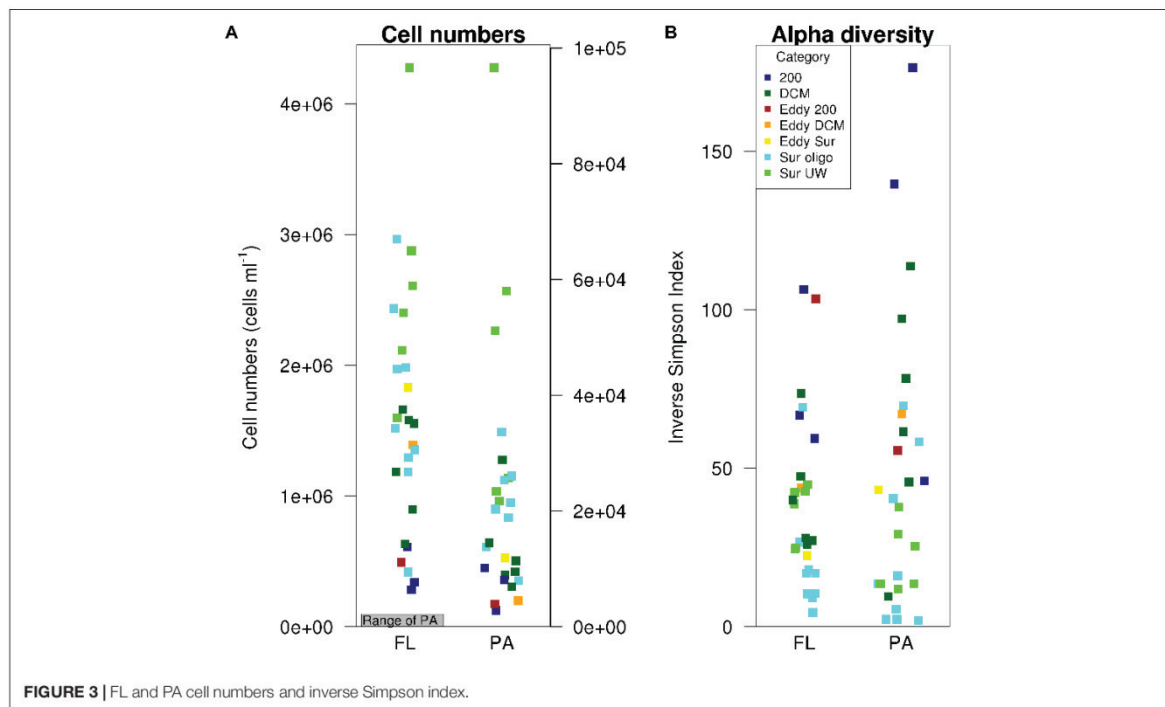 A
Cell numbers
B
Alpha diversity
Cell numbers (cells ml⁻¹)
4e+06
3e+06
2e+06
1e+06
0e+00
1e+05
8e+04
6e+04
4e+04
2e+04
0e+00
Range of PA
FL
PA
Inverse Simpson Index
150
100
50
0
Category
200
DCM
Eddy 200
Eddy DCM
Eddy Sur
Sur oligo
Sur UW
FL
PA
FIGURE 3 | FL and PA cell numbers and inverse Simpson index.